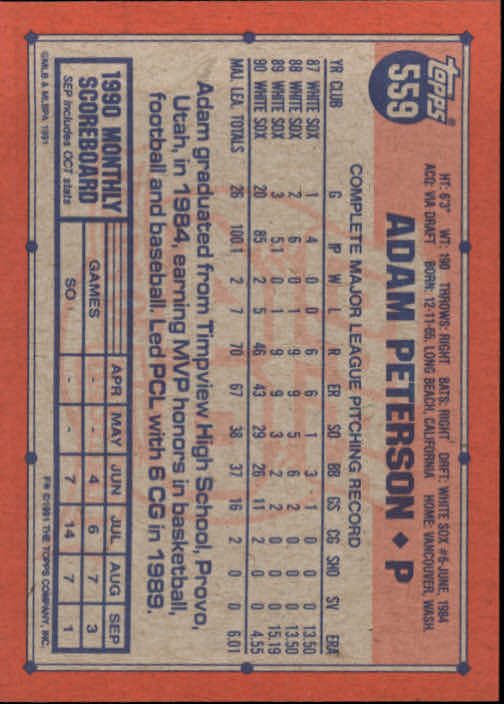 Topps®
559
HT: 6'3" WT: 190 THROWS: RIGHT BATS: RIGHT DRFT: WHITE SOX #6-JUNE, 1984
ACQ: VIA DRAFT BORN: 12-11-65, LONG BEACH, CALIFORNIA HOME: VANCOUVER, WASH.
ADAM PETERSON ♦ P
COMPLETE MAJOR LEAGUE PITCHING RECORD
YR CLUB G IP W L R ER SO BB GS CG SHO SV ERA
87 WHITE SOX 1 4 0 0 6 6 1 3 1 0 0 0 13.50
88 WHITE SOX 2 6 0 1 9 9 5 6 2 0 0 0 13.50
89 WHITE SOX 3 5.1 0 1 9 9 3 2 2 0 0 0 15.19
90 WHITE SOX 20 85 2 5 46 43 29 26 11 2 0 0 4.55
MAJ. LEA. TOTALS 26 100.1 2 7 70 67 38 37 16 2 0 0 6.01
Adam graduated from Timpview High School, Provo,
Utah, in 1984, earning MVP honors in basketball,
football and baseball. Led PCL with 6 CG in 1989.
1990 MONTHLY
SCOREBOARD
SEP includes OCT stats
APR MAY JUN JUL AUG SEP
GAMES - - 4 6 7 3
SO - - 7 14 7 1
©MLB & MLBPA 1991
F* ©1991 THE TOPPS COMPANY, INC.